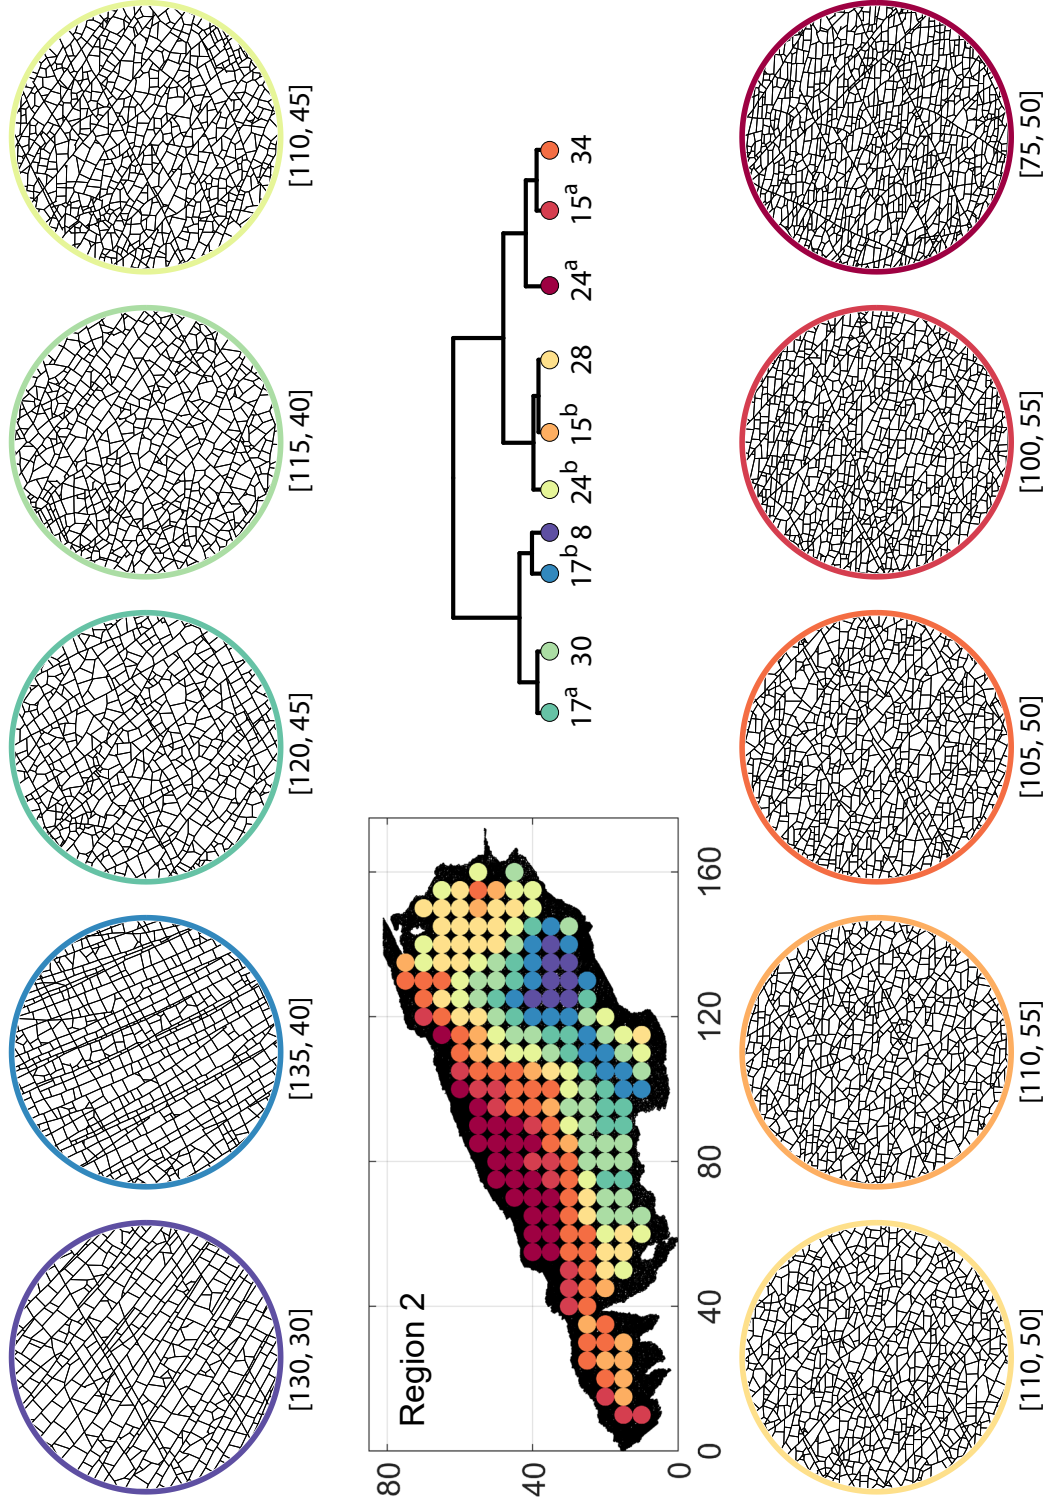 [130, 30] [135, 40] [120, 45] [115, 40] [110, 45]
Region 2
80
40
0
0 40 80 120 160
17ᵃ 30 17ᵇ 8 24ᵇ 15ᵇ 28 24ᵃ 15ᵃ 34
[110, 50] [110, 55] [105, 50] [100, 55] [75, 50]